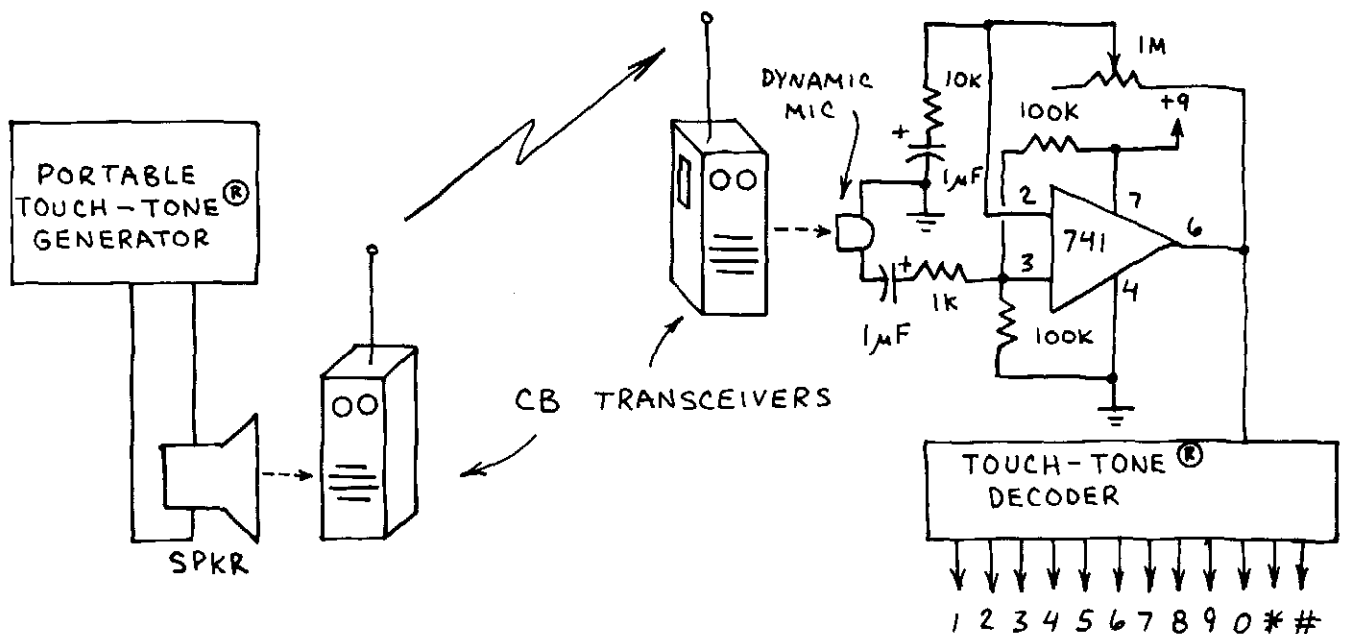 PORTABLE
TOUCH-TONE®
GENERATOR
SPKR
CB TRANSCEIVERS
DYNAMIC
MIC
10K
+
1µF
1M
100K
+9
2
7
741
6
3
4
+
1µF
1K
100K
TOUCH-TONE®
DECODER
1 2 3 4 5 6 7 8 9 0 * #